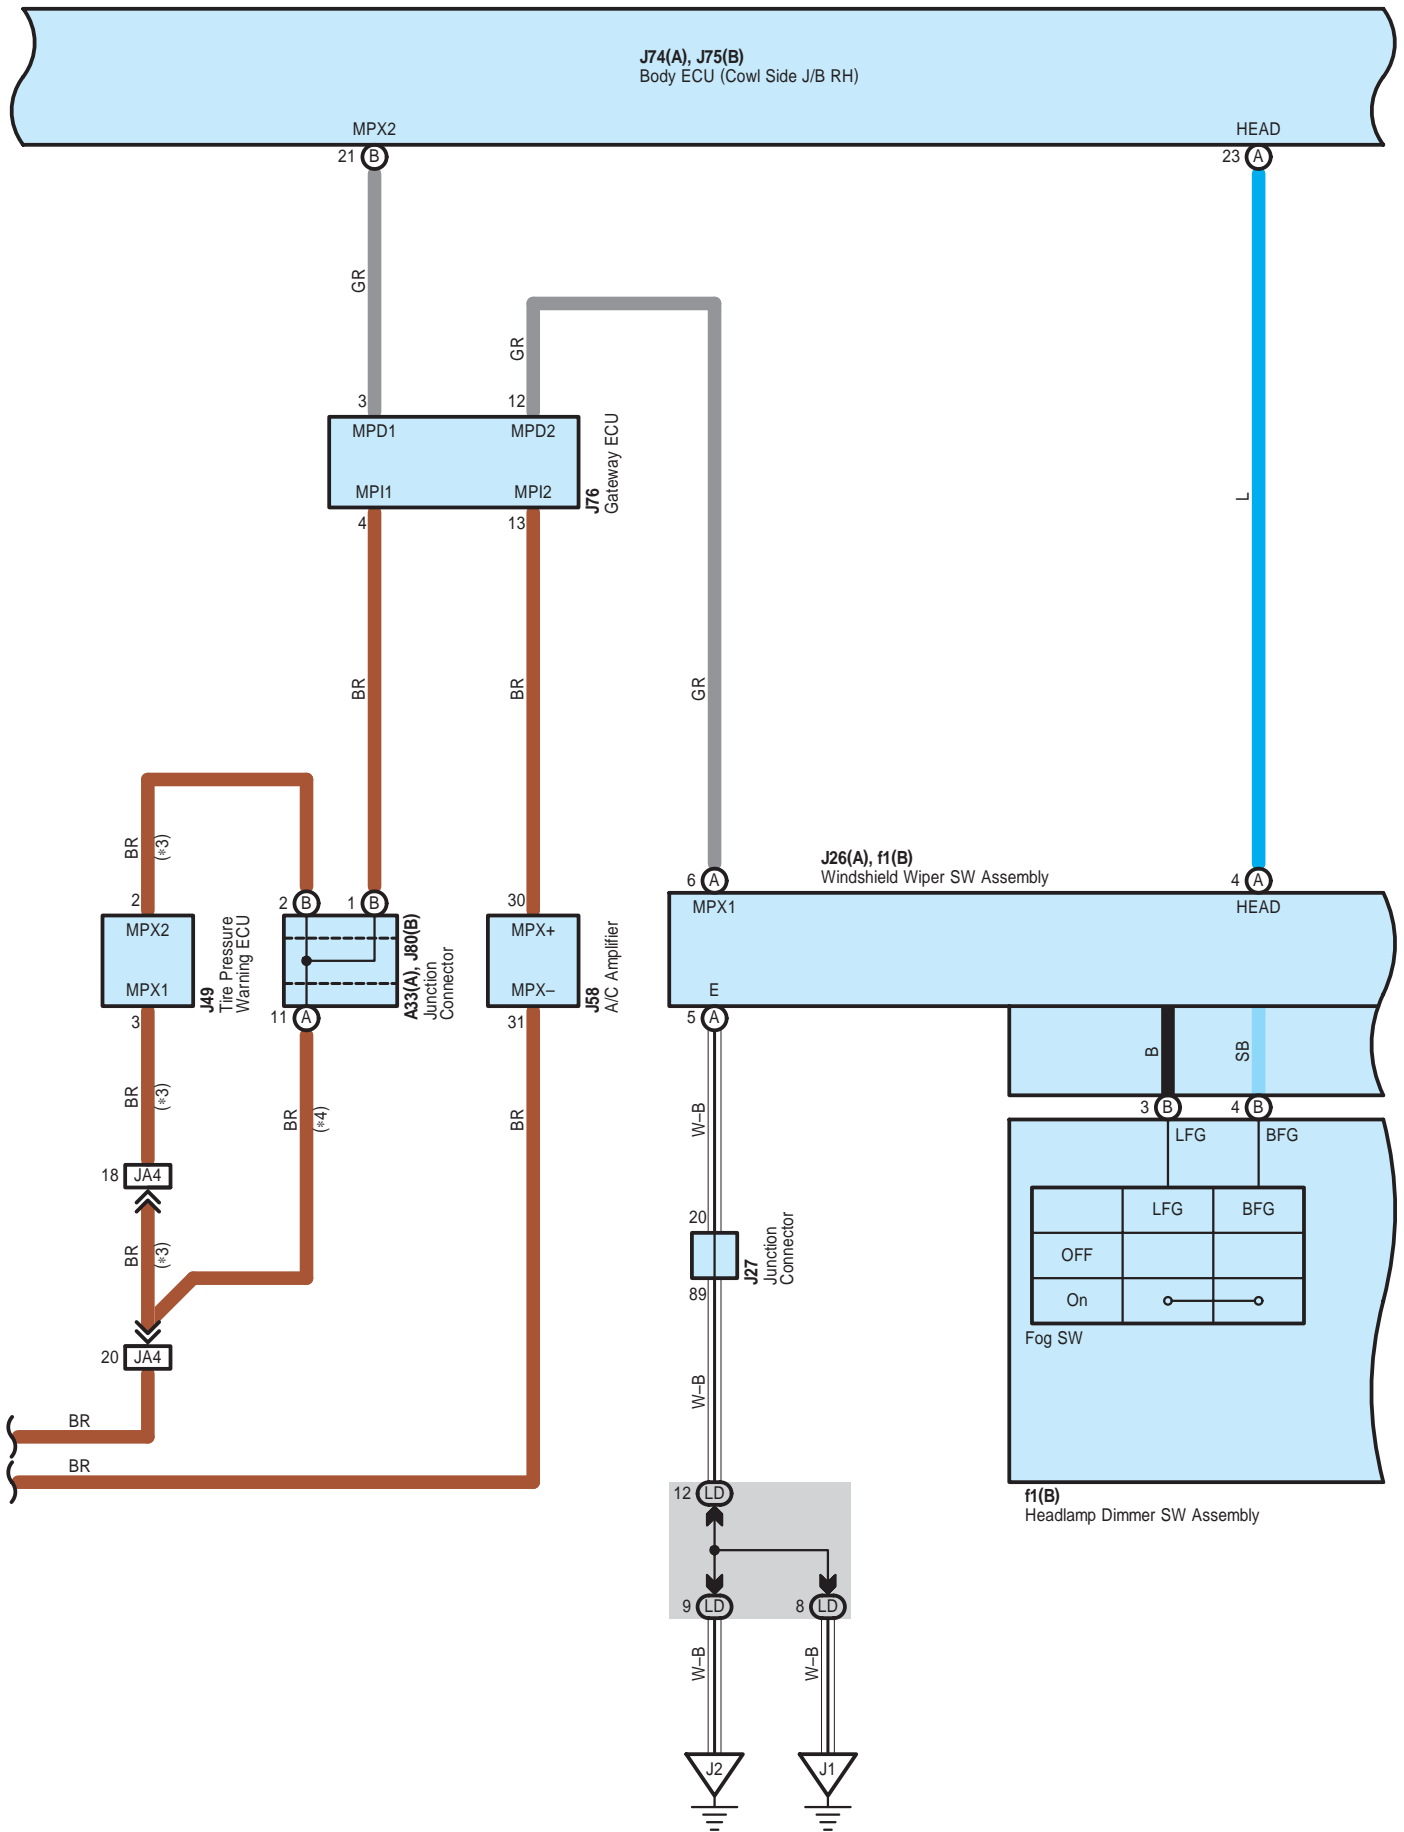 J74(A), J75(B)
Body ECU (Cowl Side J/B RH)
MPX2
HEAD
21 B
23 A
GR
GR
L
3
12
MPD1
MPD2
MPI1
MPI2
J76
Gateway ECU
4
13
BR
BR
GR
BR
(*3)
J26(A), f1(B)
Windshield Wiper SW Assembly
6 A
4 A
MPX1
HEAD
E
2
2 B
1 B
30
MPX2
MPX1
J49
Tire Pressure
Warning ECU
A33(A), J80(B)
Junction
Connector
MPX+
MPX–
J58
A/C Amplifier
3
11 A
31
5 A
B
SB
BR
(*3)
BR
(*4)
BR
W–B
3 B
4 B
LFG
BFG
18 JA4
LFG
BFG
OFF
On
Fog SW
20
J27
Junction
Connector
89
BR
(*3)
20 JA4
W–B
BR
BR
f1(B)
Headlamp Dimmer SW Assembly
12 LD
9 LD
8 LD
W–B
W–B
J2
J1